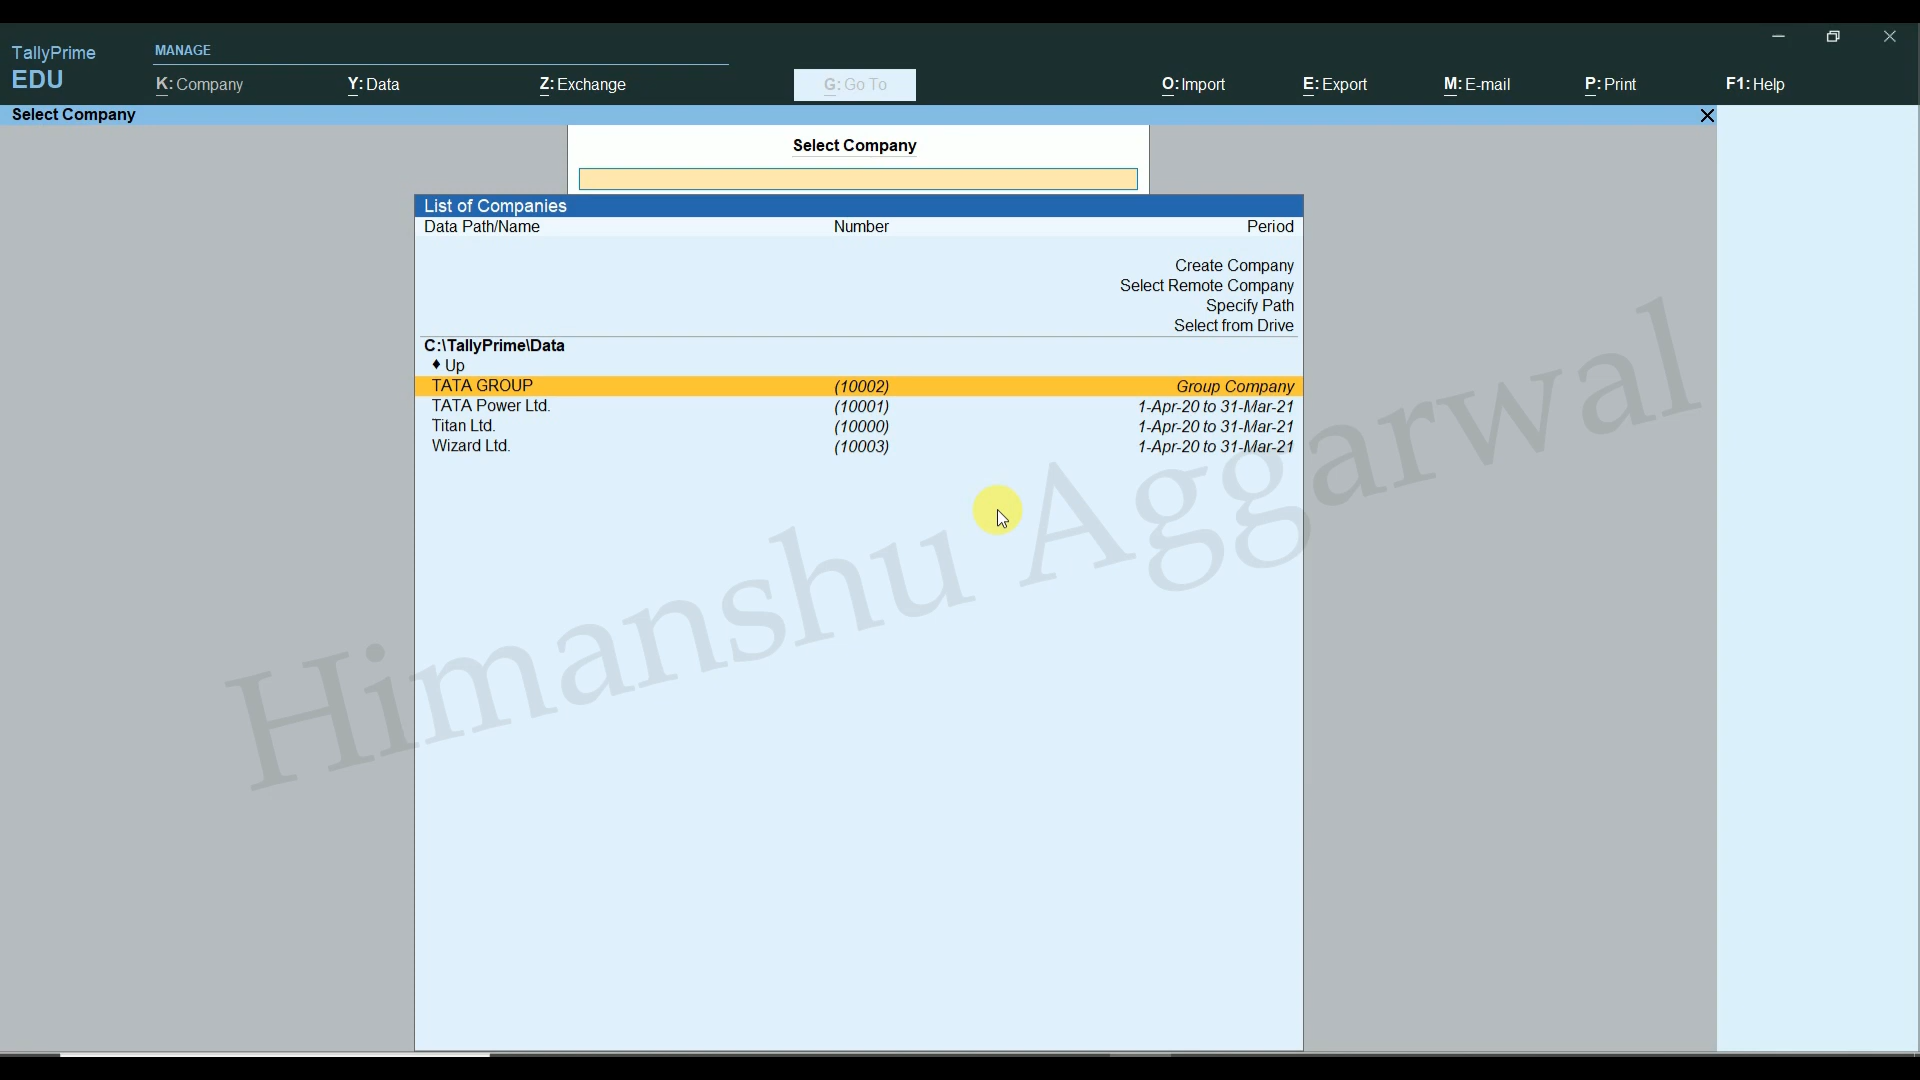 TallyPrime
EDU
MANAGE
K: Company Y: Data Z: Exchange G: Go To O: Import E: Export M: E-mail P: Print F1: Help
Select Company
Select Company
List of Companies
Data Path/Name Number Period
Create Company
Select Remote Company
Specify Path
Select from Drive
C:\TallyPrime\Data
♦ Up
TATA GROUP (10002) Group Company
TATA Power Ltd. (10001) 1-Apr-20 to 31-Mar-21
Titan Ltd. (10000) 1-Apr-20 to 31-Mar-21
Wizard Ltd. (10003) 1-Apr-20 to 31-Mar-21
Himanshu Aggarwal